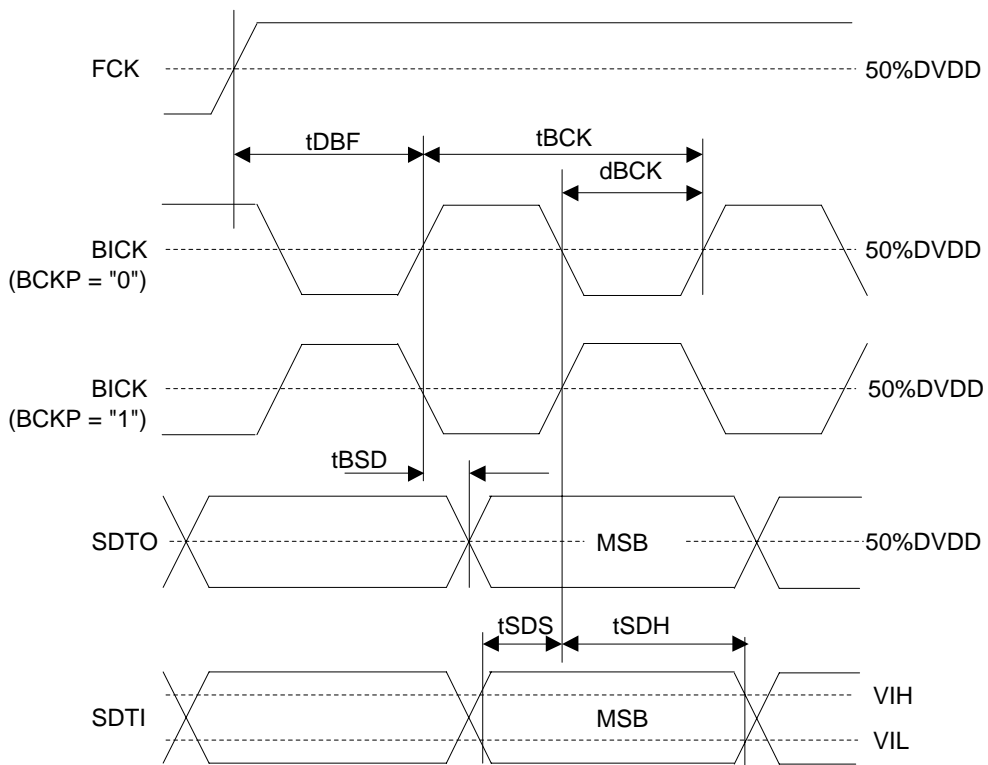 FCK
50%DVDD
tDBF
tBCK
dBCK
BICK
(BCKP = "0")
50%DVDD
BICK
(BCKP = "1")
50%DVDD
tBSD
SDTO
MSB
50%DVDD
tSDS
tSDH
SDTI
MSB
VIH
VIL